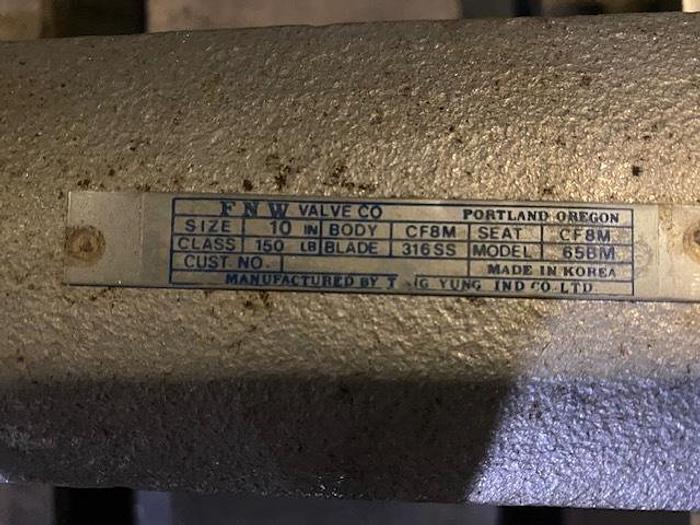 FNW VALVE CO PORTLAND OREGON
SIZE 10 IN BODY CF8M SEAT CF8M
CLASS 150 LB BLADE 316SS MODEL 65BM
CUST NO. MADE IN KOREA
MANUFACTURED BY YUNG IND CO LTD